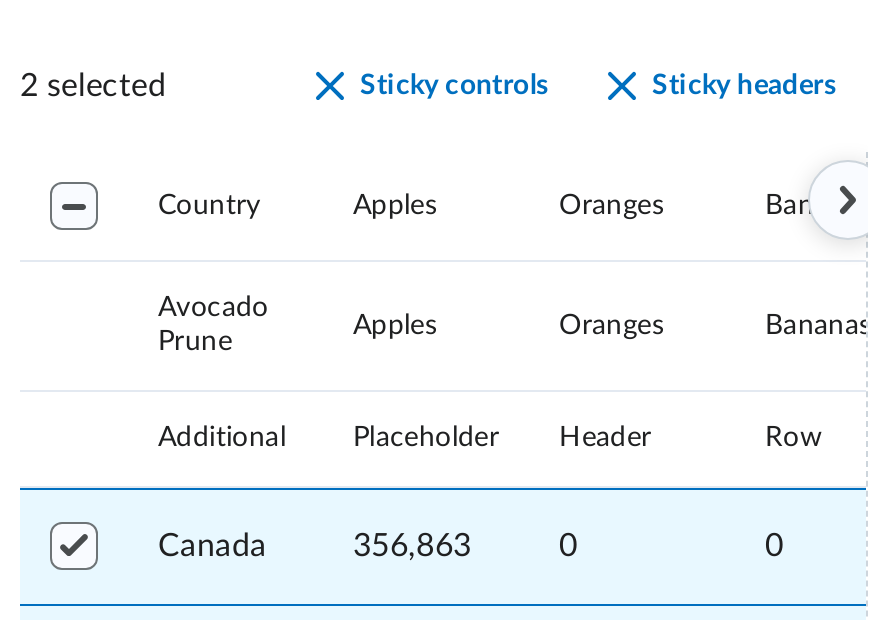 2 selected Sticky controls Sticky headers
Country Apples Oranges
Avocado
Prune Apples Oranges Bananas
Additional Placeholder Header Row
Canada 356,863 0 0